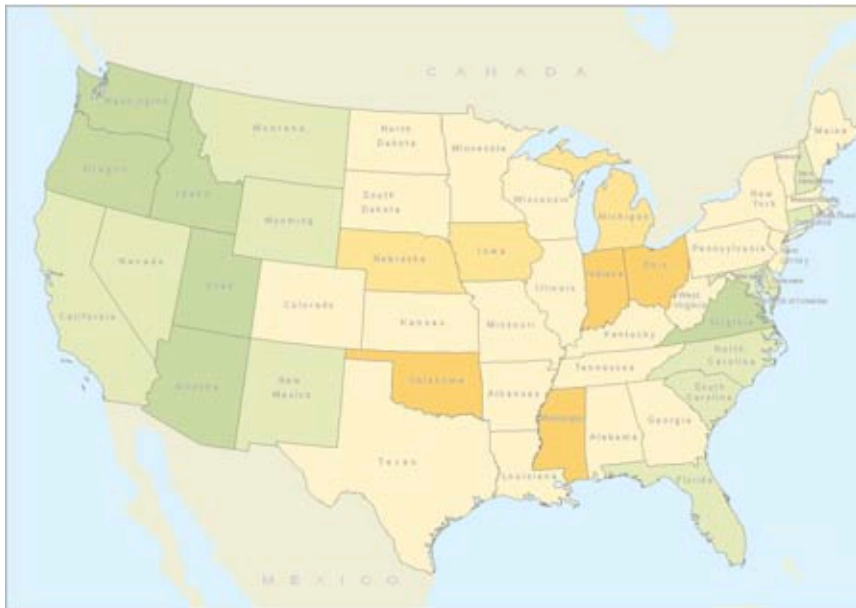 CANADA
Washington
Montana
North
Dakota
Minnesota
Maine
Oregon
Idaho
South
Dakota
Wisconsin
Michigan
New
York
Wyoming
Nebraska
Iowa
Pennsylvania
Nevada
Utah
Colorado
Illinois
Indiana
Ohio
West
Virginia
Virginia
California
Kansas
Missouri
Kentucky
North
Carolina
Tennessee
Arizona
New
Mexico
Oklahoma
Arkansas
South
Carolina
Alabama
Georgia
Texas
Louisiana
Florida
MEXICO